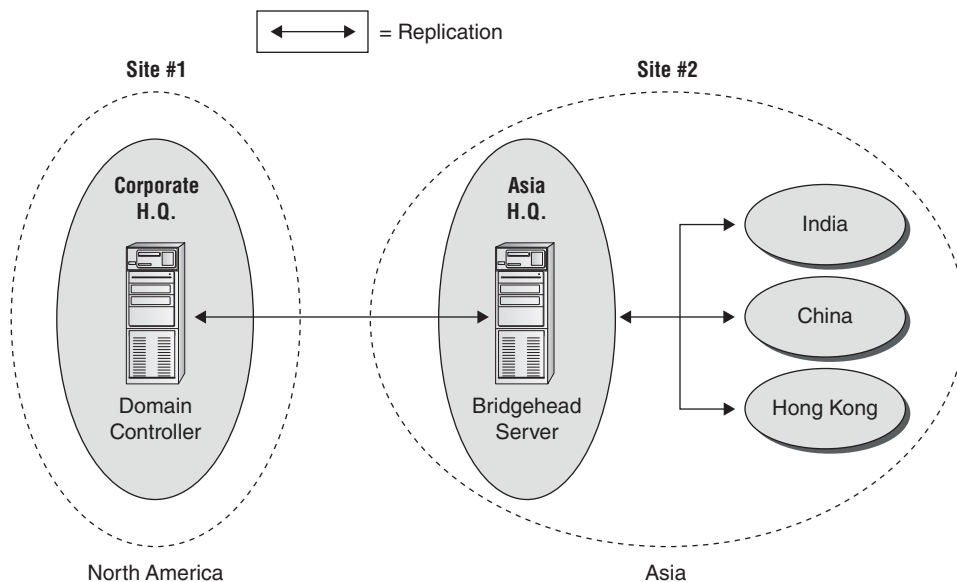 = Replication
Site #1
Site #2
Corporate
H.Q.
Domain
Controller
Asia
H.Q.
Bridgehead
Server
India
China
Hong Kong
North America
Asia